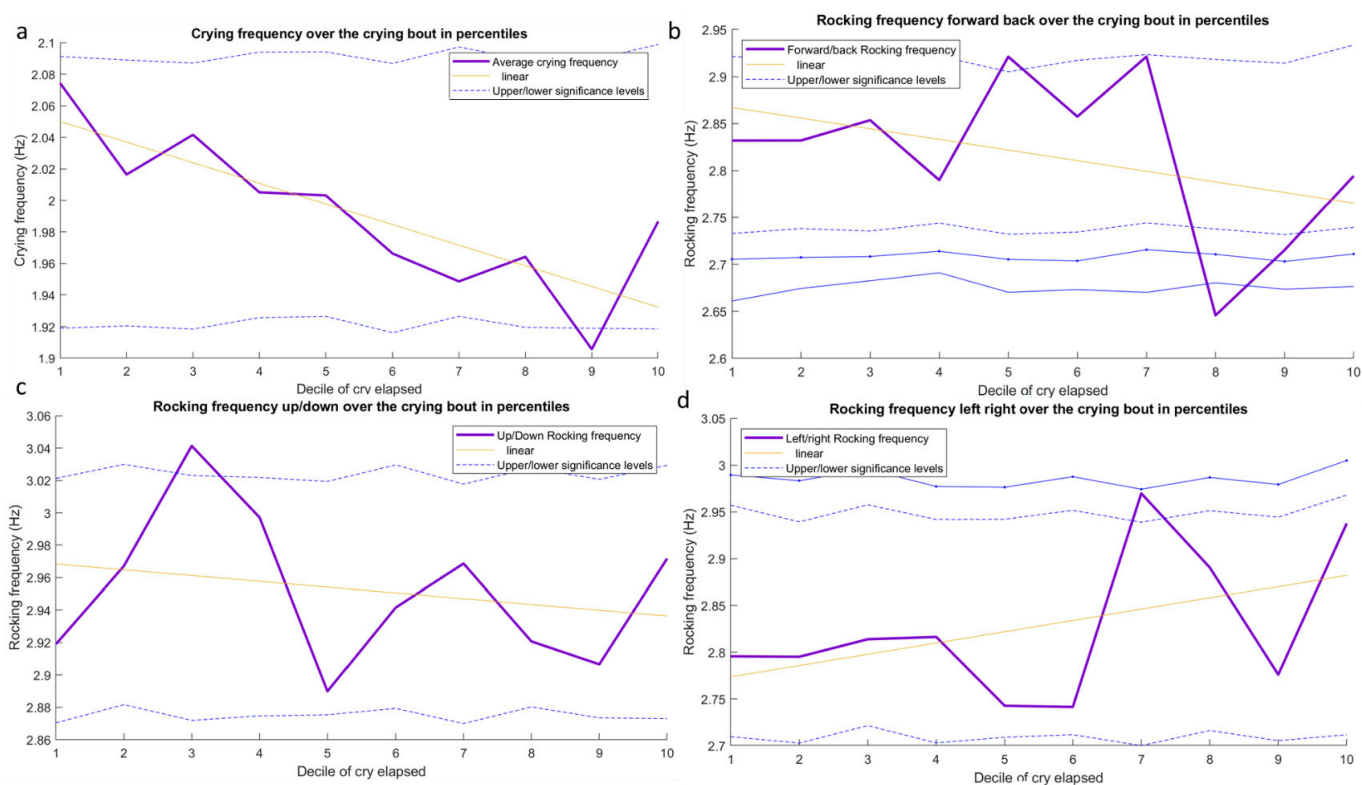 a
Crying frequency over the crying bout in percentiles
2.1
2.08
2.06
2.04
2.02
2
1.98
1.96
1.94
1.92
1.9
Crying frequency (Hz)
Average crying frequency
linear
Upper/lower significance levels
1 2 3 4 5 6 7 8 9 10
Decile of cry elapsed
b
Rocking frequency forward back over the crying bout in percentiles
2.95
2.9
2.85
2.8
2.75
2.7
2.65
2.6
Rocking frequency (Hz)
Forward/back Rocking frequency
linear
Upper/lower significance levels
1 2 3 4 5 6 7 8 9 10
Decile of cry elapsed
c
Rocking frequency up/down over the crying bout in percentiles
3.06
3.04
3.02
3
2.98
2.96
2.94
2.92
2.9
2.88
2.86
Rocking frequency (Hz)
Up/Down Rocking frequency
linear
Upper/lower significance levels
1 2 3 4 5 6 7 8 9 10
Decile of cry elapsed
d
Rocking frequency left right over the crying bout in percentiles
3.05
3
2.95
2.9
2.85
2.8
2.75
2.7
Rocking frequency (Hz)
Left/right Rocking frequency
linear
Upper/lower significance levels
1 2 3 4 5 6 7 8 9 10
Decile of cry elapsed